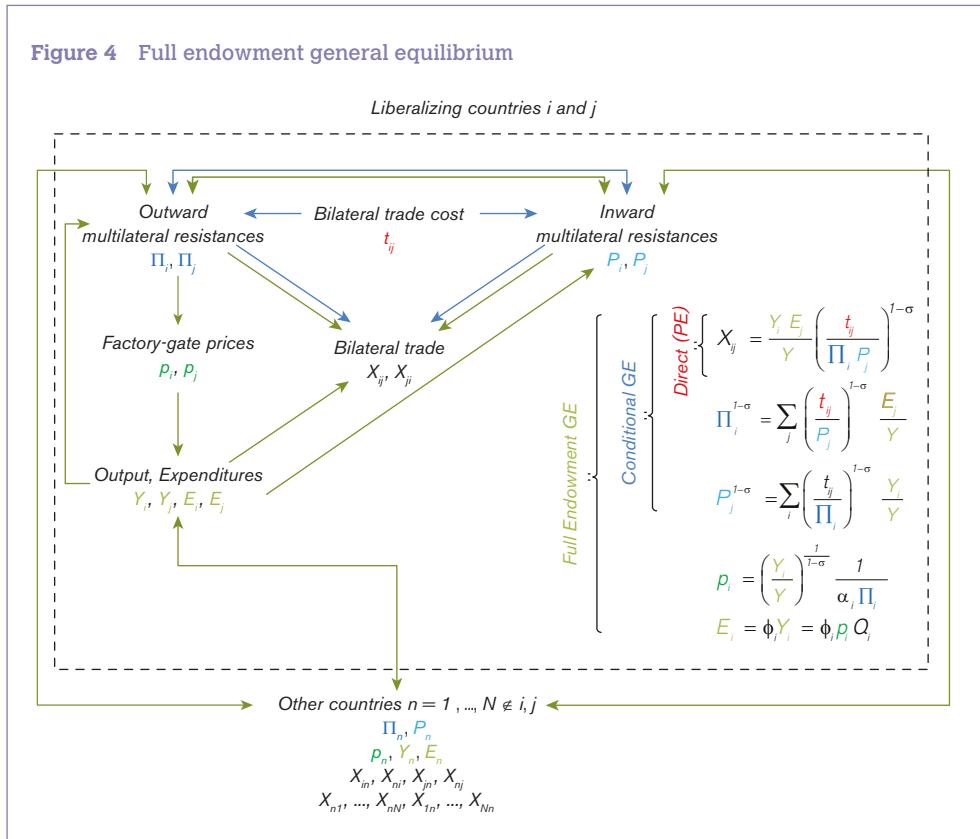 Figure 4 Full endowment general equilibrium
Liberalizing countries i and j
Outward
multilateral resistances
Π_i, Π_j
Bilateral trade cost
t_ij
Inward
multilateral resistances
P_i, P_j
Factory-gate prices
p_i, p_j
Bilateral trade
X_ij, X_ji
Output, Expenditures
Y_i, Y_j, E_i, E_j
Full Endowment GE
Conditional GE
Direct (PE)
X_ij = (Y_i E_j / Y) (t_ij / (Π_i P_j))^(1−σ)
Π_i^(1−σ) = ∑_j (t_ij / P_j)^(1−σ) E_j / Y
P_j^(1−σ) = ∑_i (t_ij / Π_i)^(1−σ) Y_i / Y
p_i = (Y_i / Y)^(1/(1−σ)) 1 / (α_i Π_i)
E_i = ϕ_i Y_i = ϕ_i p_i Q_i
Other countries n = 1 , ..., N ∉ i, j
Π_n, P_n
p_n, Y_n, E_n
X_in, X_ni, X_jn, X_nj
X_n1, ..., X_nN, X_1n, ..., X_Nn